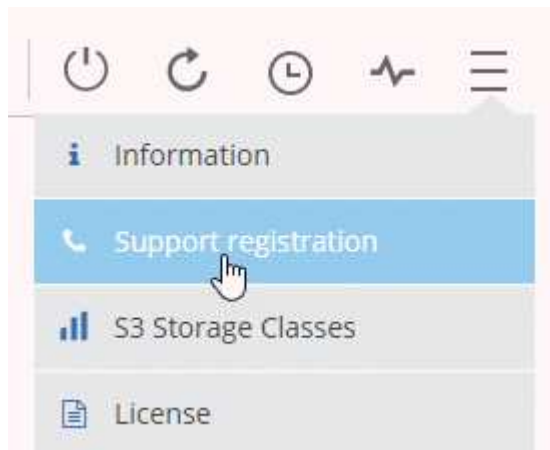 Information
Support registration
S3 Storage Classes
License